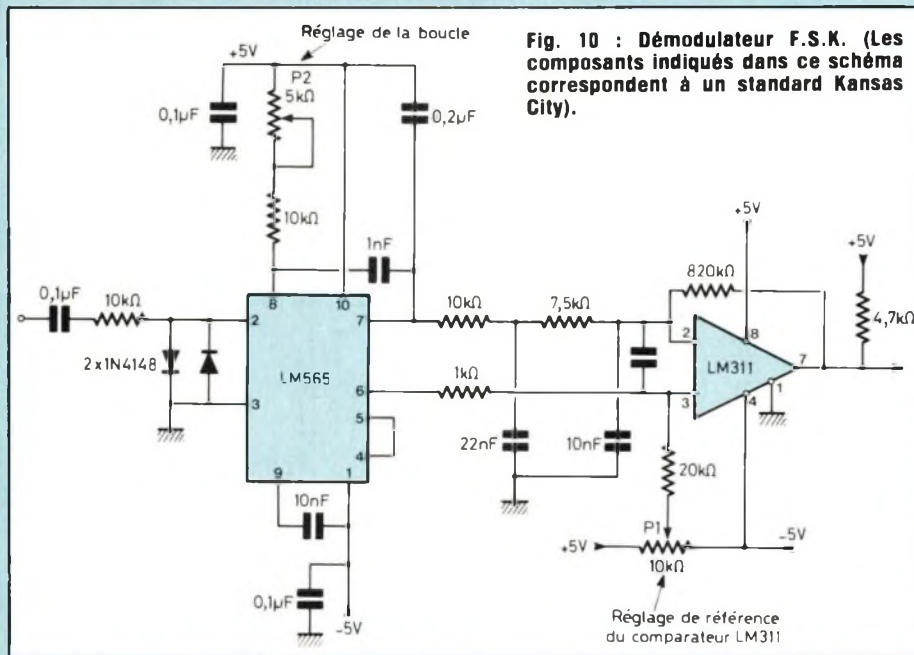 Réglage de la boucle
Fig. 10 : Démodulateur F.S.K. (Les
composants indiqués dans ce schéma
correspondent à un standard Kansas
City).
+5V
P2
5kΩ
0,1µF
0,2µF
10kΩ
1nF
+5V
+5V
820kΩ
4,7kΩ
0,1µF
10kΩ
8
10
7
10kΩ
7,5kΩ
2
2
8
7
2x1N4148
LM565
LM311
6
1kΩ
3
3
4
1
5
4
22nF
10nF
20kΩ
9
1
10nF
P1
+5V
10kΩ
-5V
0,1µF
-5V
Réglage de référence
du comparateur LM311